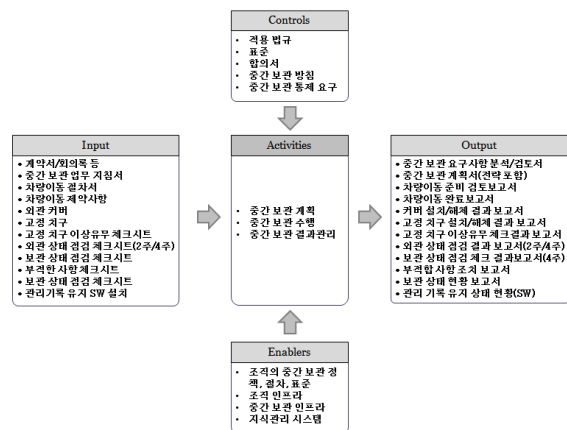 Controls
• 적용 법규
• 표준
• 합의서
• 중간 보관 방침
• 중간 보관 통제 요구
Input
• 계약서/회의록 등
• 중간 보관 업무 지침서
• 차량이동 절차서
• 차량이동 제약사항
• 외관 커버
• 고정 치구
• 고정 치구 이상유무 체크시트
• 외관 상태 점검 체크시트(2주/4주)
• 보관 상태 점검 체크시트
• 부적한 사항 체크시트
• 보관 상태 점검 체크시트
• 관리기록 유지 SW 설치
Activities
• 중간 보관 계획
• 중간 보관 수행
• 중간 보관 결과관리
Output
• 중간 보관 요구사항 분석/검토서
• 중간 보관 계획서(전략 포함)
• 차량이동 준비 검토보고서
• 차량이동 완료보고서
• 커버 설치/해체 결과 보고서
• 고정 치구 설치/해체 결과 보고서
• 고정 치구 이상유무 체크결과 보고서
• 외관 상태 점검 결과 보고서(2주/4주)
• 보관 상태 점검 체크 결과보고서(4주)
• 부적합 사항 조치 보고서
• 보관 상태 현황 보고서
• 관리 기록 유지 상태 현황(SW)
Enablers
• 조직의 중간 보관 정
책, 절차, 표준
• 조직 인프라
• 중간 보관 인프라
• 지식관리 시스템